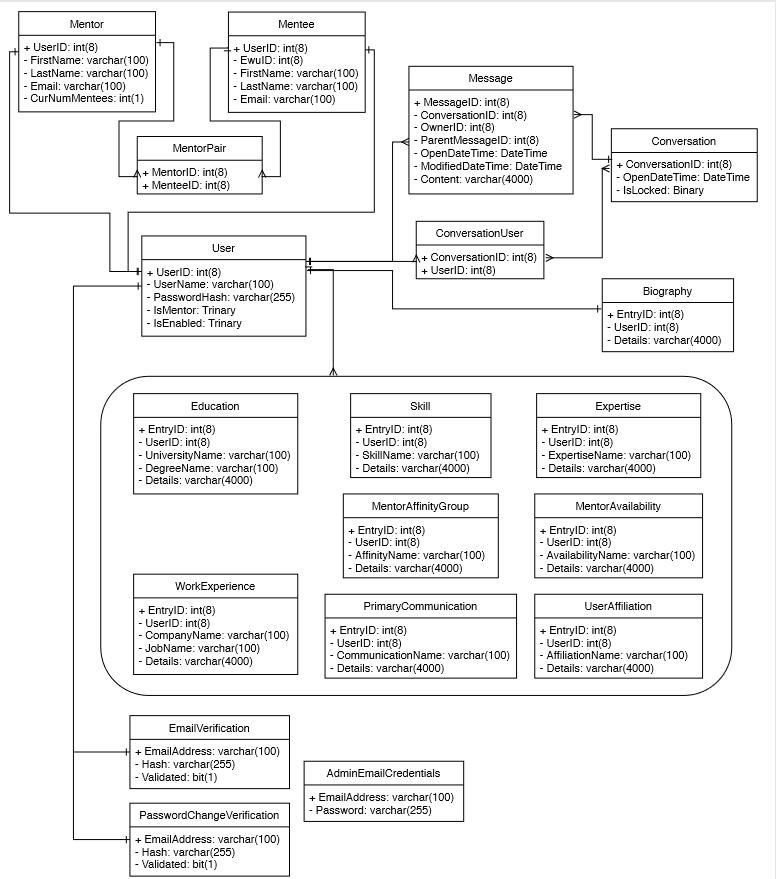 Mentor
+ UserID: int(8)
- FirstName: varchar(100)
- LastName: varchar(100)
- Email: varchar(100)
- CurNumMentees: int(1)
Mentee
+ UserID: int(8)
- EwuID: int(8)
- FirstName: varchar(100)
- LastName: varchar(100)
- Email: varchar(100)
MentorPair
+ MentorID: int(8)
+ MenteeID: int(8)
Message
+ MessageID: int(8)
- ConversationID: int(8)
- OwnerID: int(8)
- ParentMessageID: int(8)
- OpenDateTime: DateTime
- ModifiedDateTime: DateTime
- Content: varchar(4000)
Conversation
+ ConversationID: int(8)
- OpenDateTime: DateTime
- IsLocked: Binary
ConversationUser
+ ConversationID: int(8)
+ UserID: int(8)
User
+ UserID: int(8)
- UserName: varchar(100)
- PasswordHash: varchar(255)
- IsMentor: Trinary
- IsEnabled: Trinary
Biography
+ EntryID: int(8)
- UserID: int(8)
- Details: varchar(4000)
Education
+ EntryID: int(8)
- UserID: int(8)
- UniversityName: varchar(100)
- DegreeName: varchar(100)
- Details: varchar(4000)
Skill
+ EntryID: int(8)
- UserID: int(8)
- SkillName: varchar(100)
- Details: varchar(4000)
Expertise
+ EntryID: int(8)
- UserID: int(8)
- ExpertiseName: varchar(100)
- Details: varchar(4000)
MentorAffinityGroup
+ EntryID: int(8)
- UserID: int(8)
- AffinityName: varchar(100)
- Details: varchar(4000)
MentorAvailability
+ EntryID: int(8)
- UserID: int(8)
- AvailabilityName: varchar(100)
- Details: varchar(4000)
WorkExperience
+ EntryID: int(8)
- UserID: int(8)
- CompanyName: varchar(100)
- JobName: varchar(100)
- Details: varchar(4000)
PrimaryCommunication
+ EntryID: int(8)
- UserID: int(8)
- CommunicationName: varchar(100)
- Details: varchar(4000)
UserAffiliation
+ EntryID: int(8)
- UserID: int(8)
- AffiliationName: varchar(100)
- Details: varchar(4000)
EmailVerification
+ EmailAddress: varchar(100)
- Hash: varchar(255)
- Validated: bit(1)
AdminEmailCredentials
+ EmailAddress: varchar(100)
- Password: varchar(255)
PasswordChangeVerification
+ EmailAddress: varchar(100)
- Hash: varchar(255)
- Validated: bit(1)